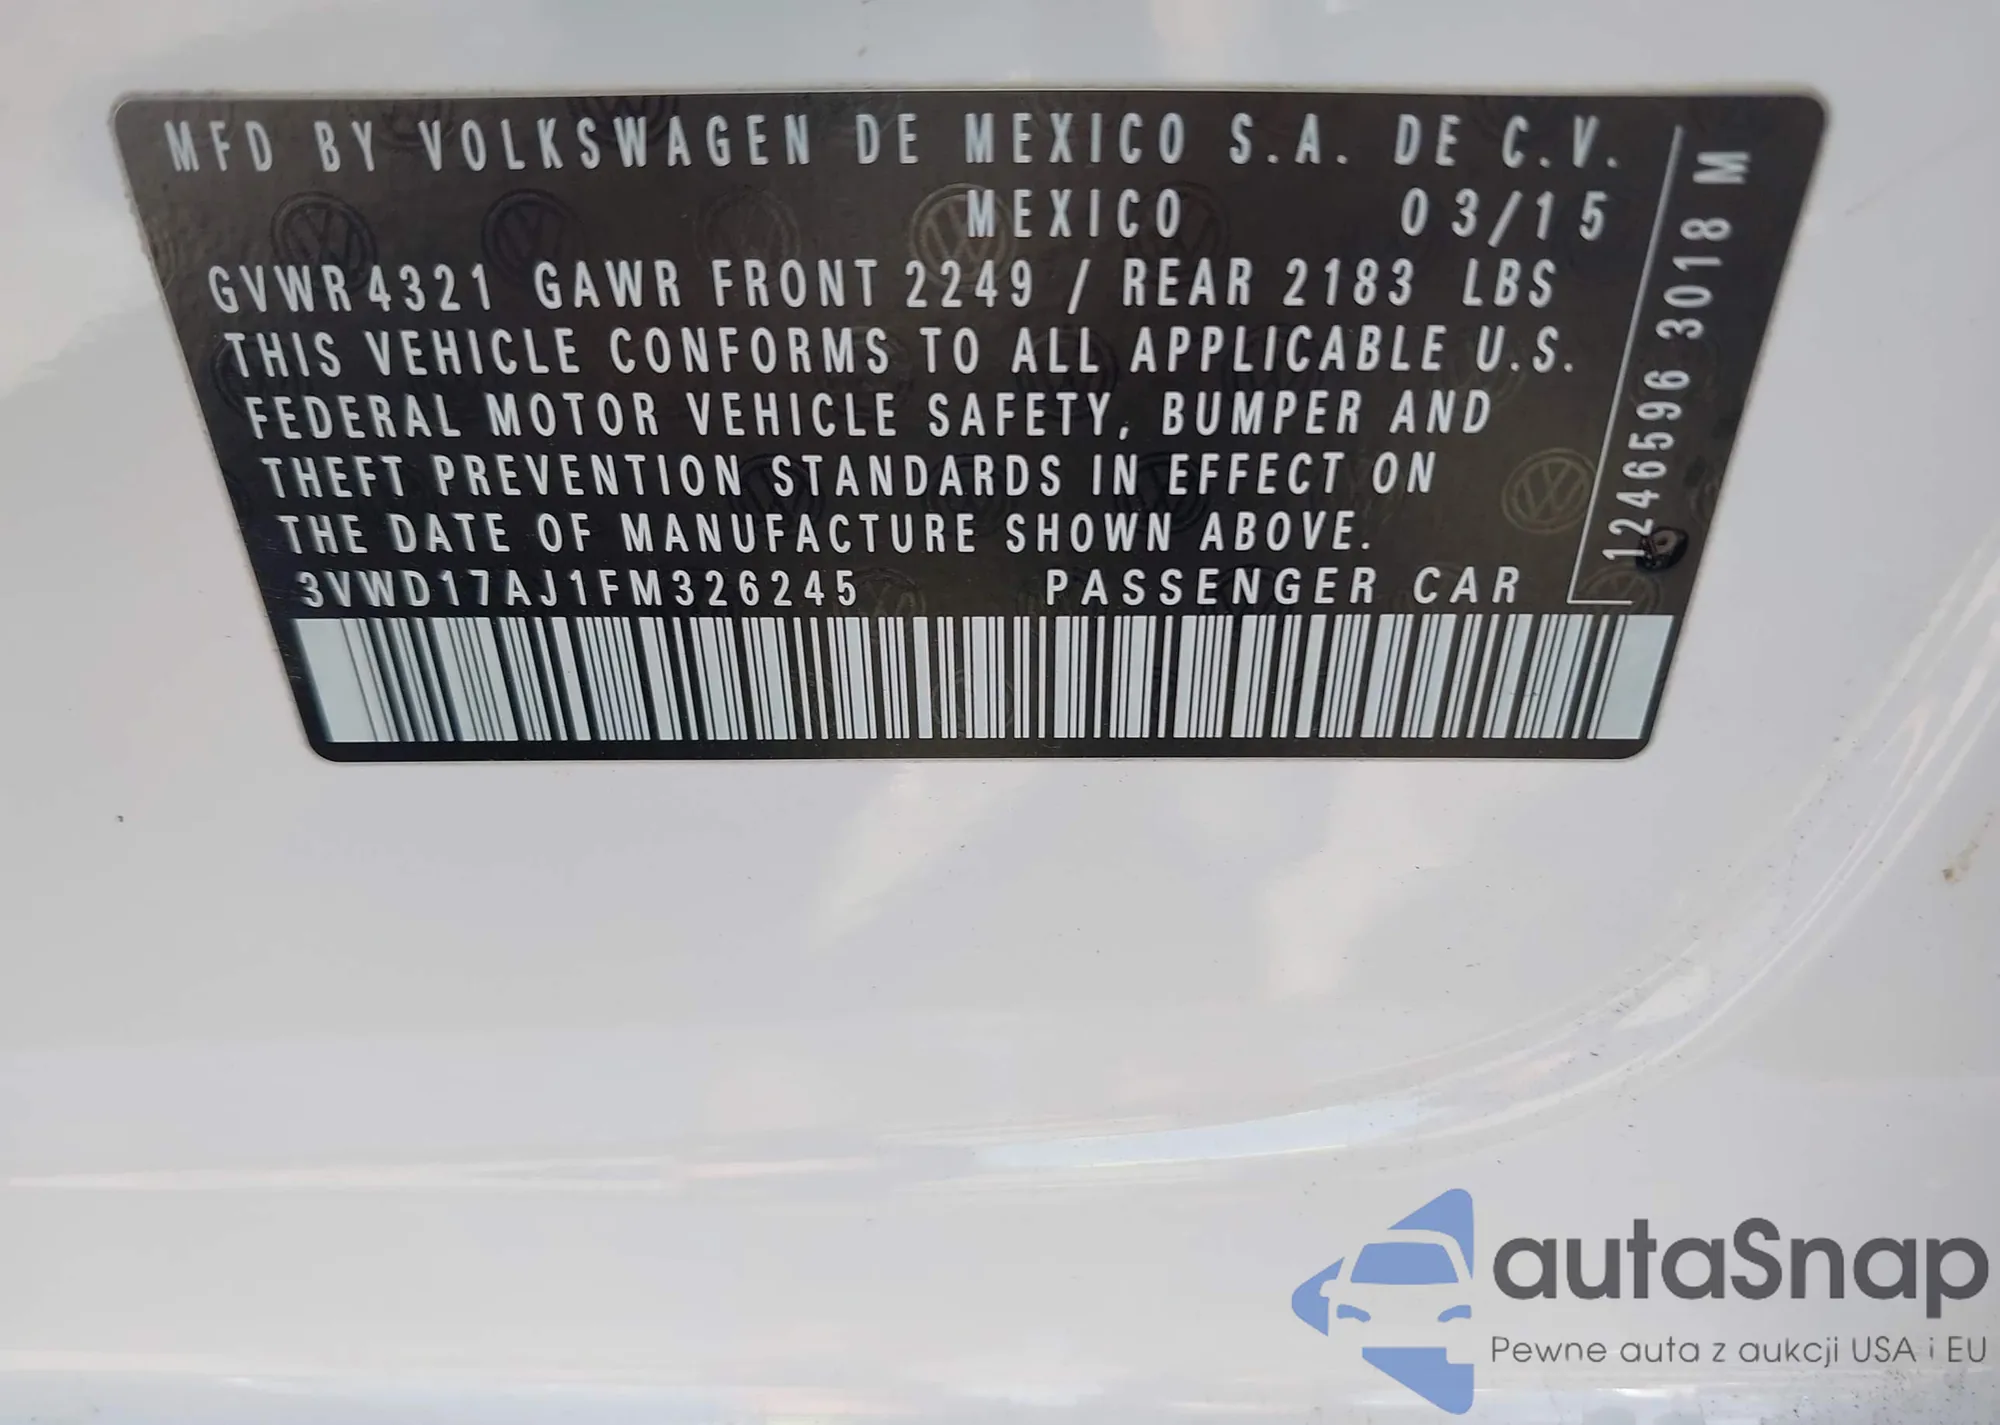 MFD BY VOLKSWAGEN DE MEXICO S.A. DE C.V.
MEXICO 03/15
GVWR 4321 GAWR FRONT 2249 / REAR 2183 LBS
THIS VEHICLE CONFORMS TO ALL APPLICABLE U.S.
FEDERAL MOTOR VEHICLE SAFETY, BUMPER AND
THEFT PREVENTION STANDARDS IN EFFECT ON
THE DATE OF MANUFACTURE SHOWN ABOVE.
3VWD17AJ1FM326245 PASSENGER CAR
1246596 3018 M
autaSnap
Pewne auta z aukcji USA i EU